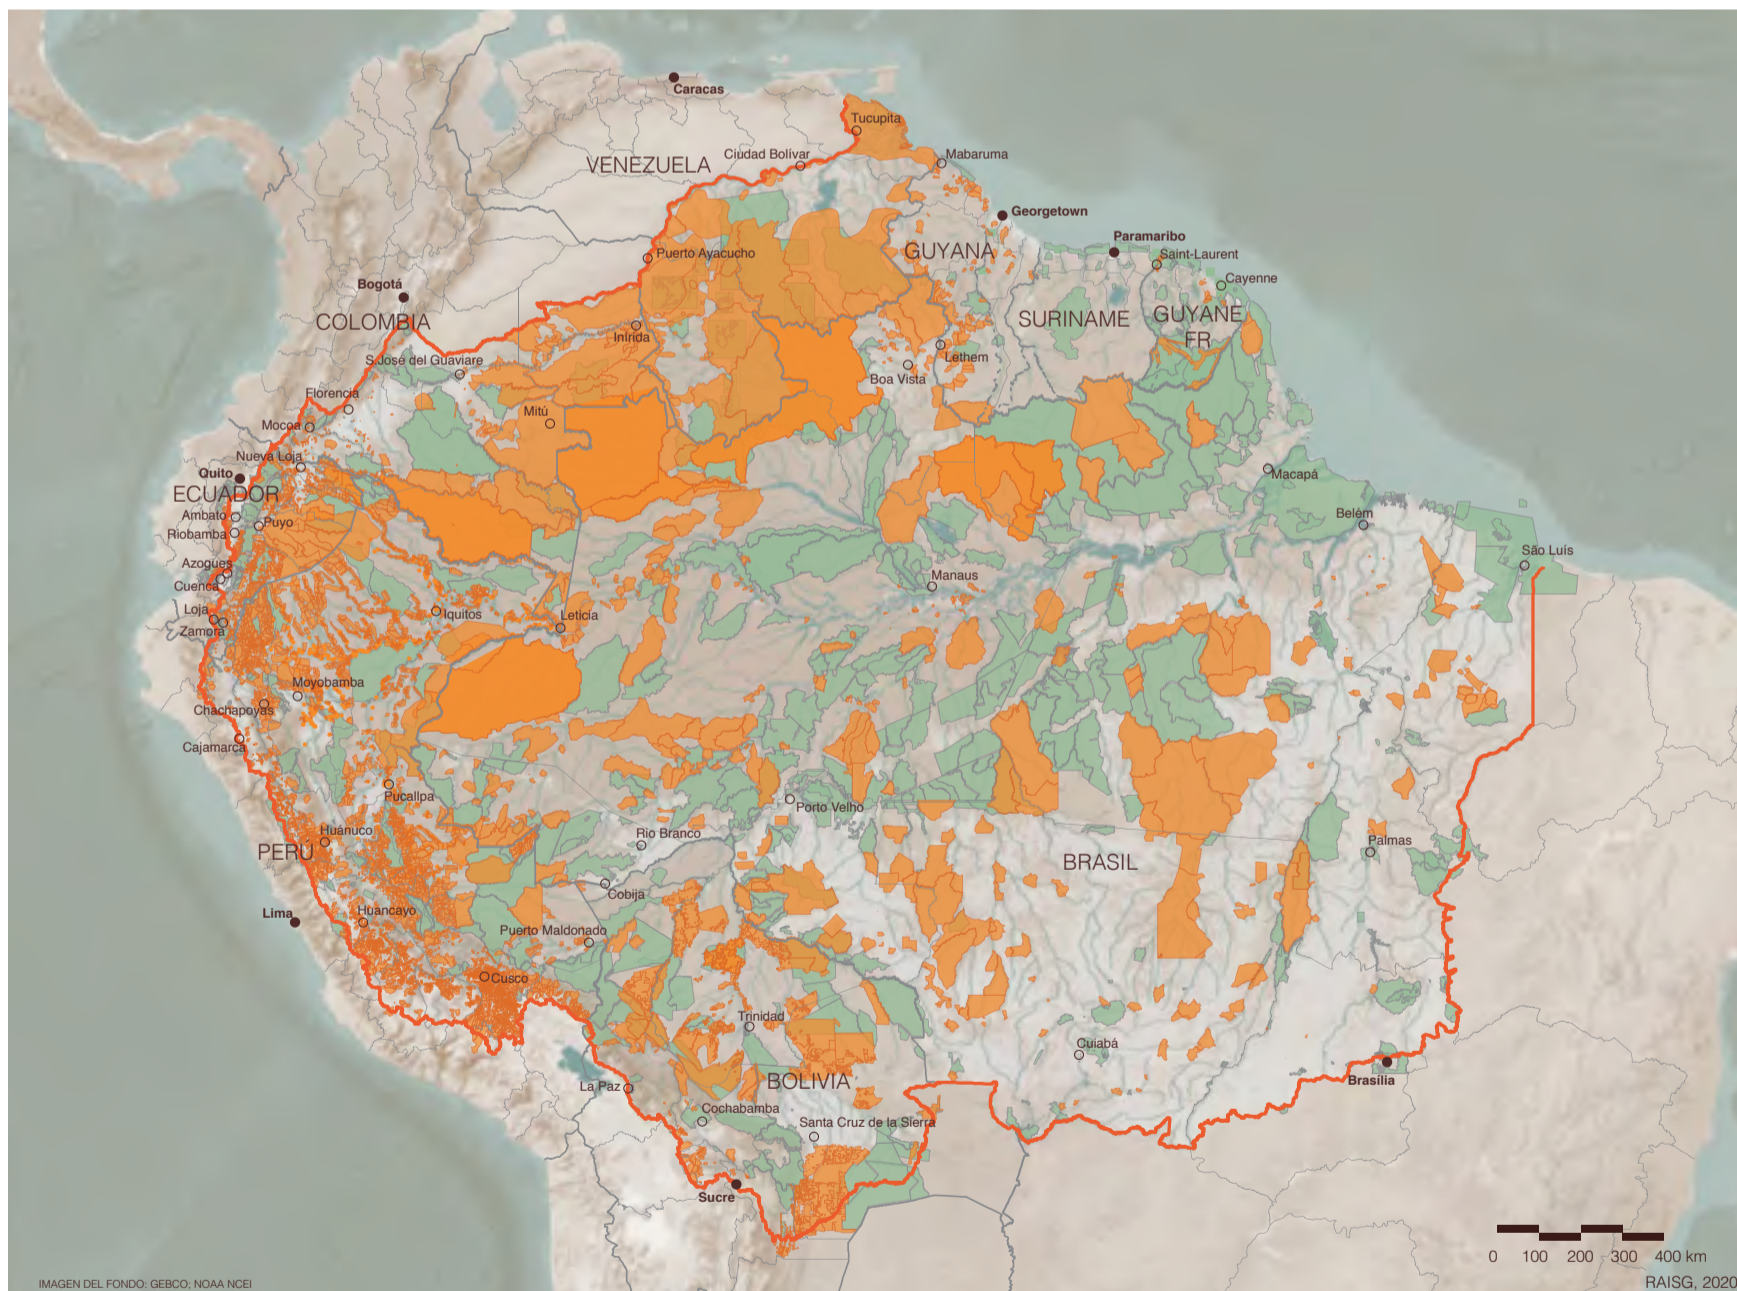 Caracas
Tucupita
VENEZUELA
Ciudad Bolívar
Mabaruma
Georgetown
Puerto Ayacucho
GUYANA
Paramaribo
Saint-Laurent
Cayenne
Bogotá
COLOMBIA
SURINAME
GUYANE
FR
Inírida
Lethem
S.José del Guaviare
Boa Vista
Florencia
Mitú
Mocoa
Nueva Loja
Quito
ECUADOR
Macapá
Ambato
Puyo
Riobamba
Belém
Azogues
Cuenca
São Luís
Manaus
Loja
Zamora
Iquitos
Leticia
Moyobamba
Chachapoyas
Cajamarca
Pucallpa
Porto Velho
Huánuco
PERÚ
Rio Branco
BRASIL
Palmas
Cobija
Lima
Huancayo
Puerto Maldonado
Cusco
Trinidad
Cuiabá
La Paz
BOLIVIA
Brasília
Cochabamba
Santa Cruz de la Sierra
Sucre
0 100 200 300 400 km
IMAGEN DEL FONDO: GEBCO; NOAA NCEI
RAISG, 2020